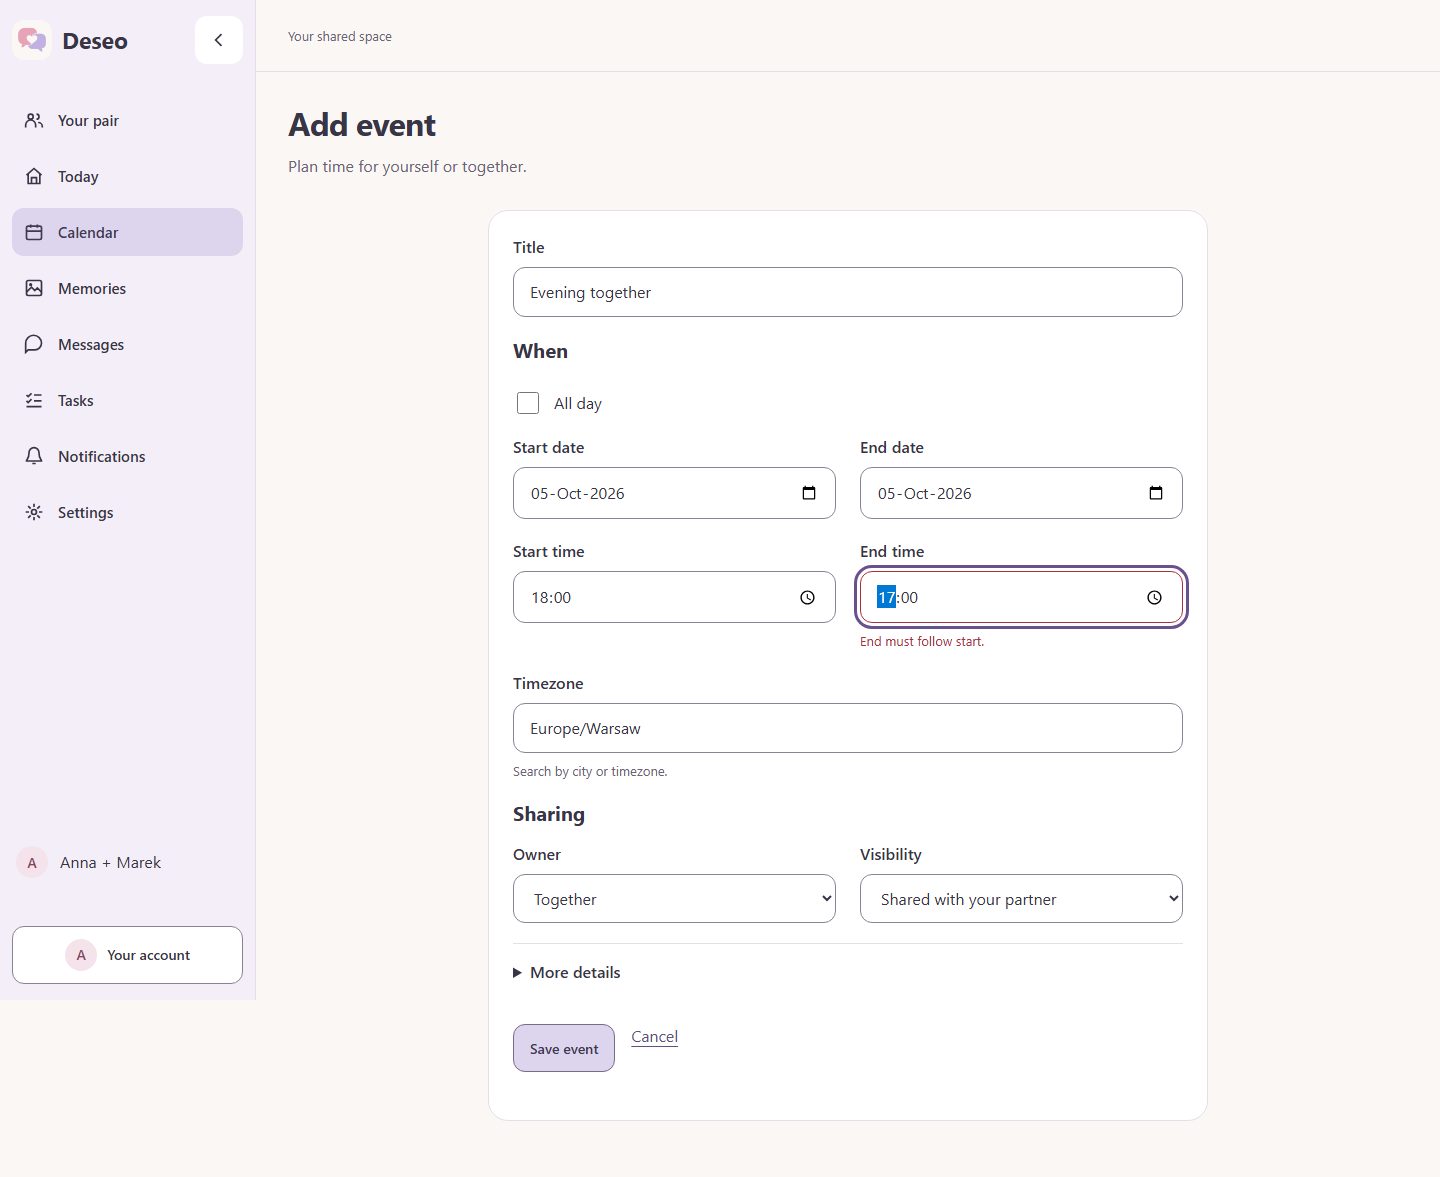 Deseo
Your shared space
Your pair
Today
Calendar
Memories
Messages
Tasks
Notifications
Settings
A Anna + Marek
A Your account
Add event
Plan time for yourself or together.
Title
Evening together
When
All day
Start date End date
05-Oct-2026 05-Oct-2026
Start time End time
18:00 17:00
End must follow start.
Timezone
Europe/Warsaw
Search by city or timezone.
Sharing
Owner Visibility
Together Shared with your partner
More details
Save event Cancel